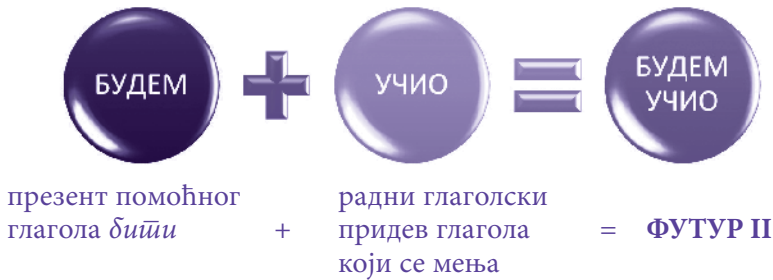 БУДЕМ
УЧИО
БУДЕМ
УЧИО
презент помоћног
глагола бити
+
радни глаголски
придев глагола
који се мења
= ФУТУР II